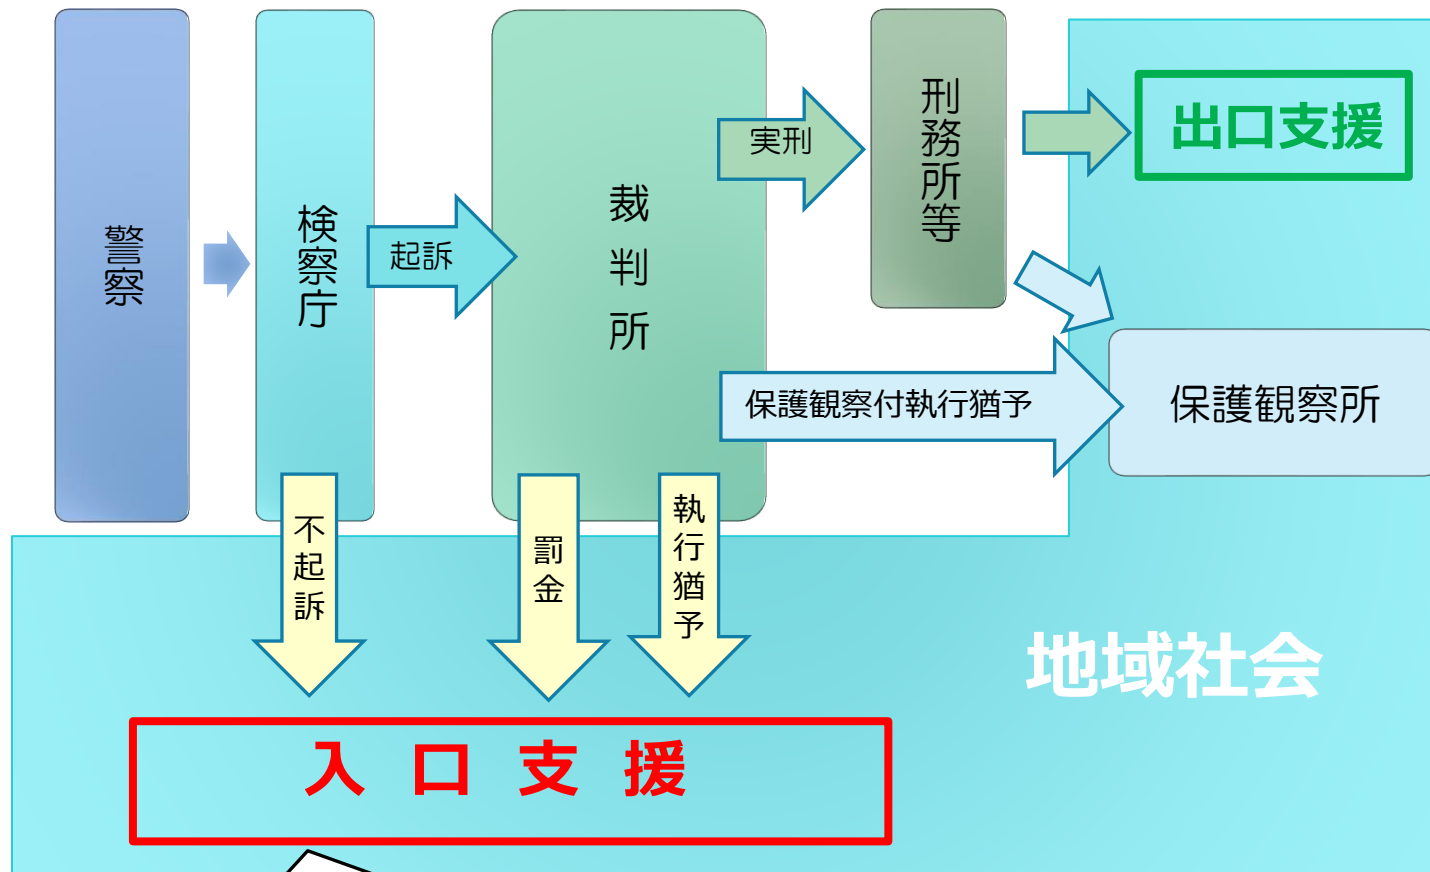 警察
検察庁
起訴
裁判所
実刑
刑務所等
出口支援
保護観察付執行猶予
保護観察所
不起訴
罰金
執行猶予
地域社会
入口支援